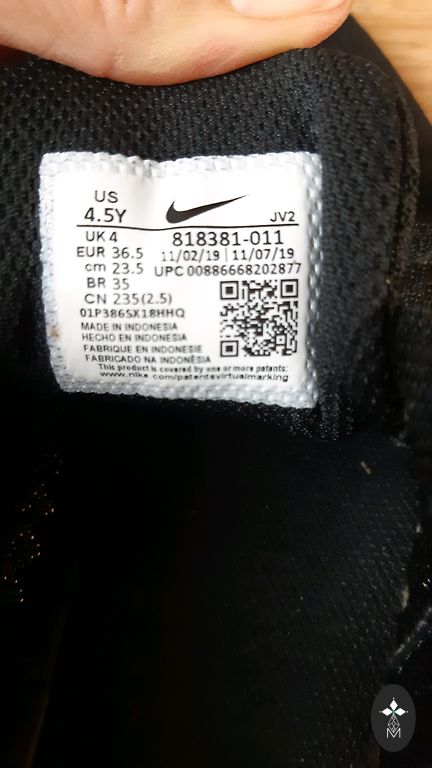 US
4.5Y
JV2
UK 4
818381-011
EUR 36.5
11/02/19 | 11/07/19
cm 23.5
UPC 00886668202877
BR 35
CN 235(2.5)
01P386SX18HHHQ
MADE IN INDONESIA
HECHO EN INDONESIA
FABRIQUE EN INDONESIE
FABRICADO NA INDONÉSIA
This product is covered by one or more patents:
www.nike.com/patentsvirtualmarking
M